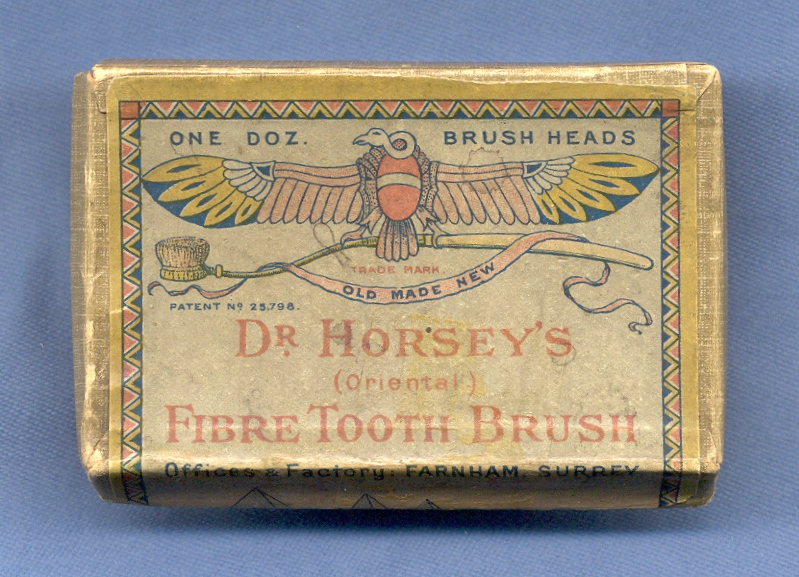 ONE DOZ. BRUSH HEADS
TRADE MARK
OLD MADE NEW
PATENT Nº 25,798.
DR HORSEY'S
(Oriental)
FIBRE TOOTH BRUSH
Offices & Factory: FARNHAM, SURREY.